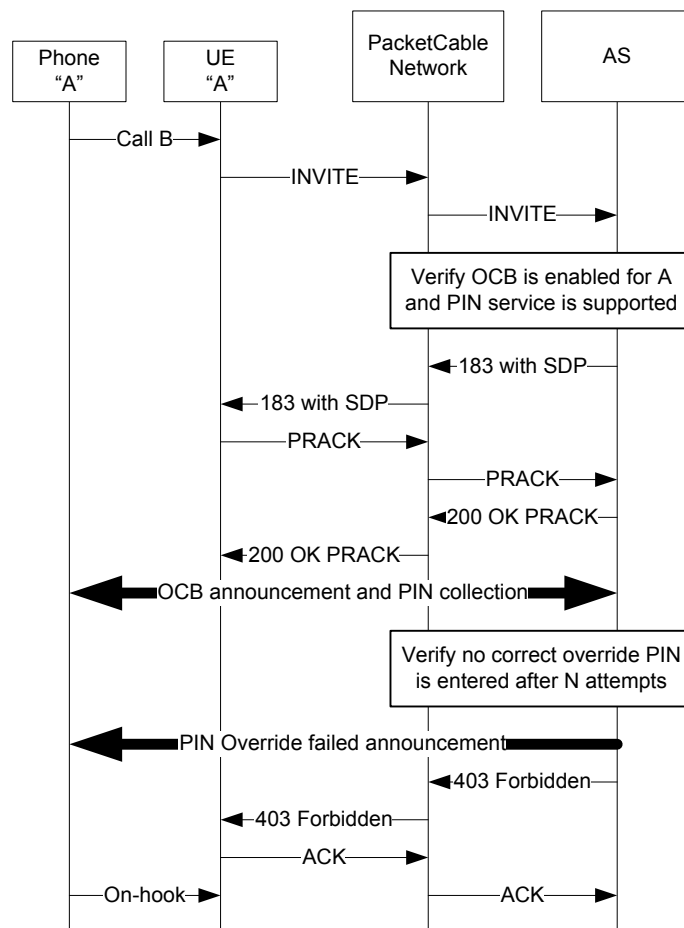 Phone
“A”
UE
“A”
PacketCable
Network
AS
Call B
INVITE
INVITE
Verify OCB is enabled for A
and PIN service is supported
183 with SDP
183 with SDP
PRACK
PRACK
200 OK PRACK
200 OK PRACK
OCB announcement and PIN collection
Verify no correct override PIN
is entered after N attempts
PIN Override failed announcement
403 Forbidden
403 Forbidden
ACK
On-hook
ACK